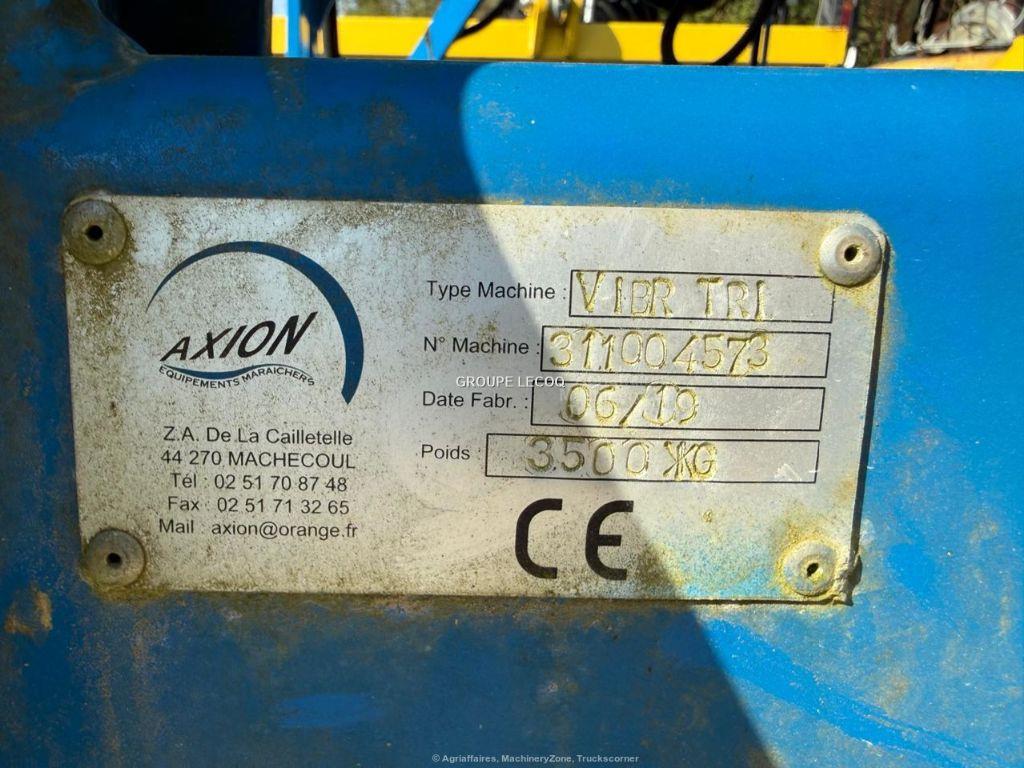 AXION
EQUIPEMENTS MARAICHERS
Z.A. De La Cailletelle
44 270 MACHECOUL
Tél : 02 51 70 87 48
Fax : 02 51 71 32 65
Mail : axion@orange.fr
Type Machine : VIBR TRI
N° Machine : 311004573
GROUPE LECOQ
Date Fabr. : 06/19
Poids : 3500 KG
CE
© Agriaffaires, MachineryZone, Truckscorner